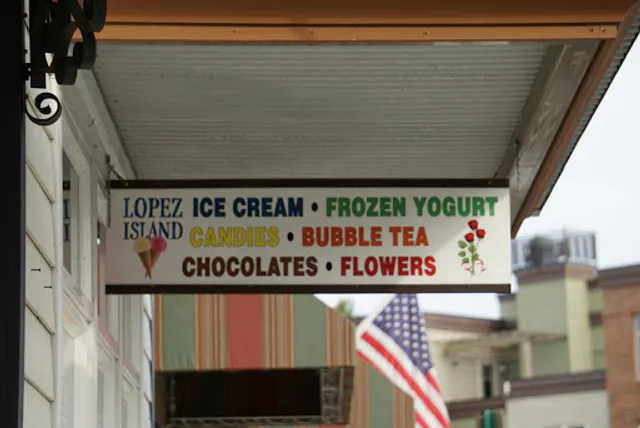 LOPEZ ISLAND
ICE CREAM • FROZEN YOGURT
CANDIES • BUBBLE TEA
CHOCOLATES • FLOWERS